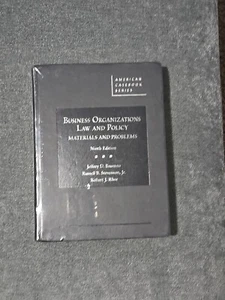 AMERICAN
CASEBOOK
SERIES
BUSINESS ORGANIZATIONS
LAW AND POLICY
MATERIALS AND PROBLEMS
Ninth Edition
Jeffrey D. Bauman
Russell B. Stevenson, Jr.
Robert J. Rhee